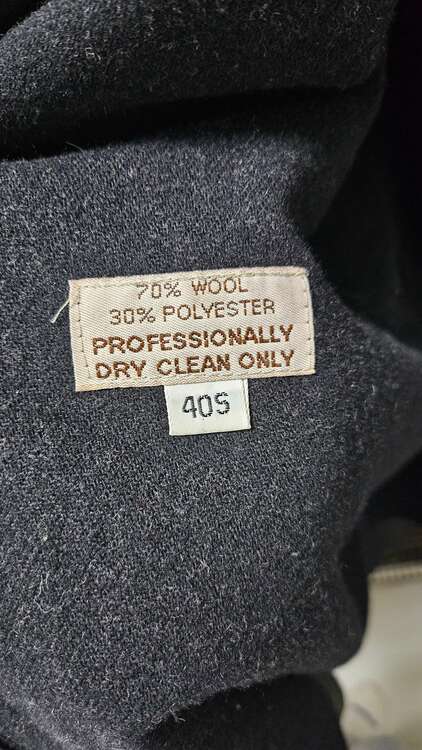 70% WOOL
30% POLYESTER
PROFESSIONALLY
DRY CLEAN ONLY
40S